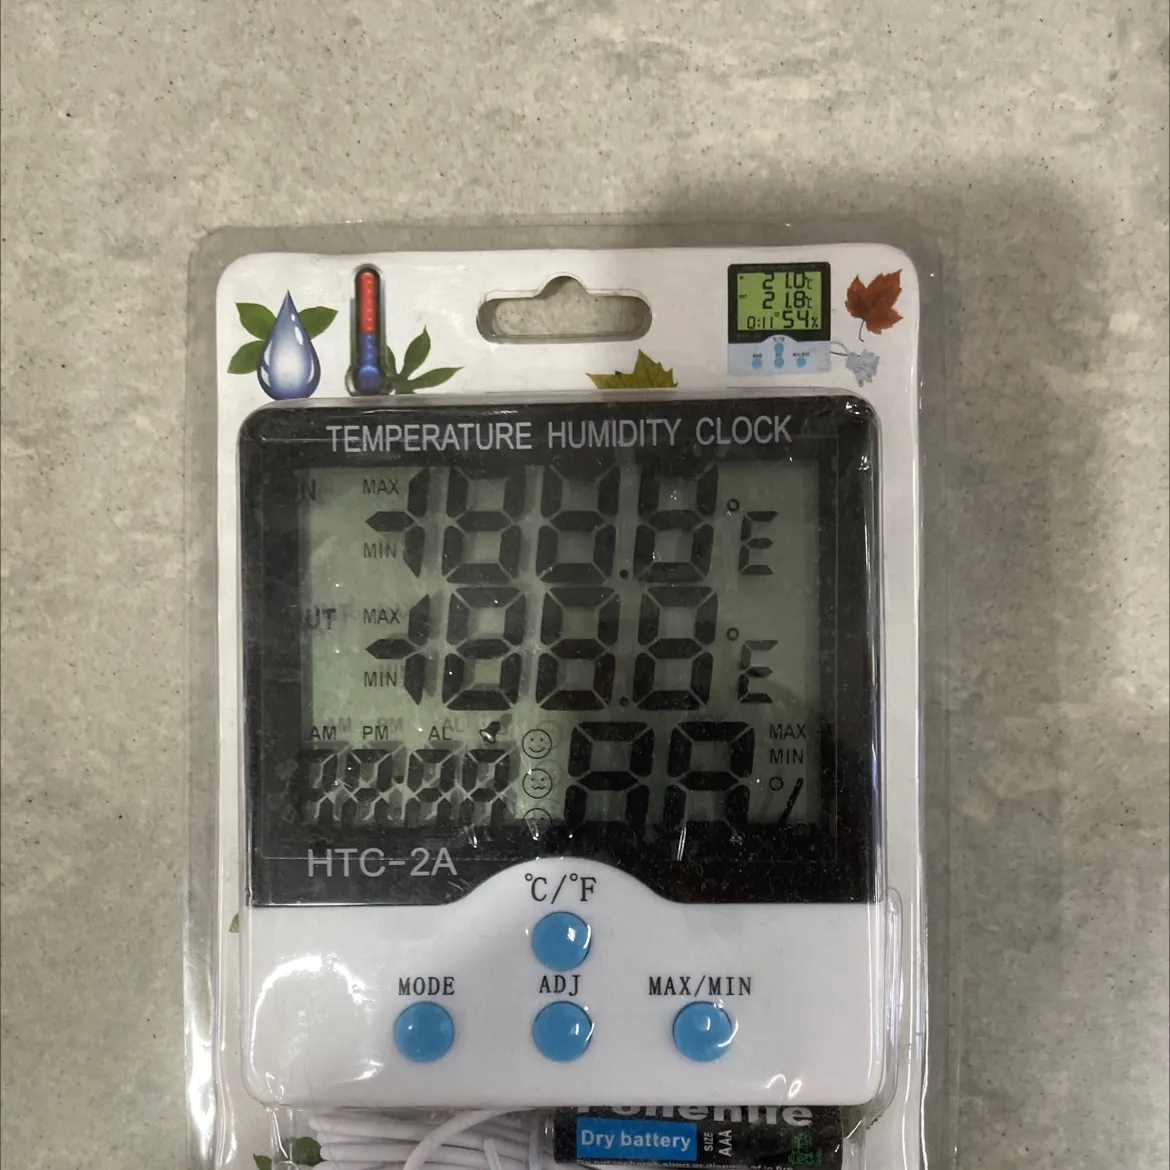 21.0℃
21.8℃
0:11 54%
TEMPERATURE HUMIDITY CLOCK
MAX
MIN
MAX
MIN
AM PM AL
MAX
MIN
HTC-2A
℃/℉
MODE ADJ MAX/MIN
Dry battery
SIZE
AAA